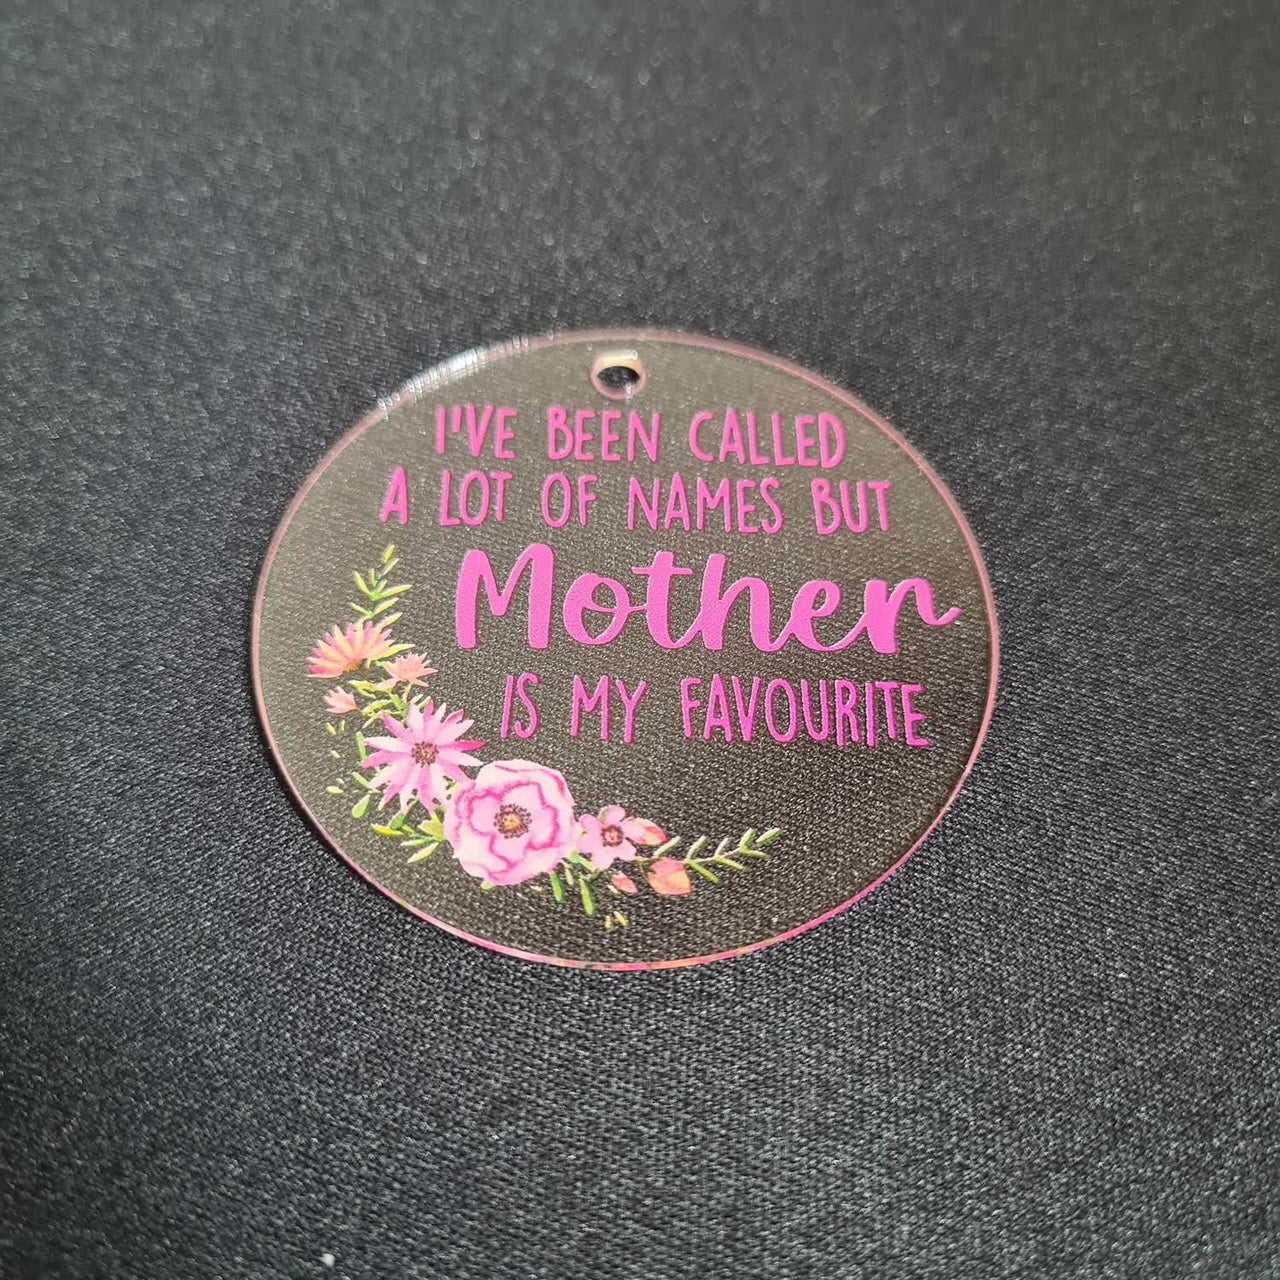 I'VE BEEN CALLED
A LOT OF NAMES BUT
Mother
IS MY FAVOURITE